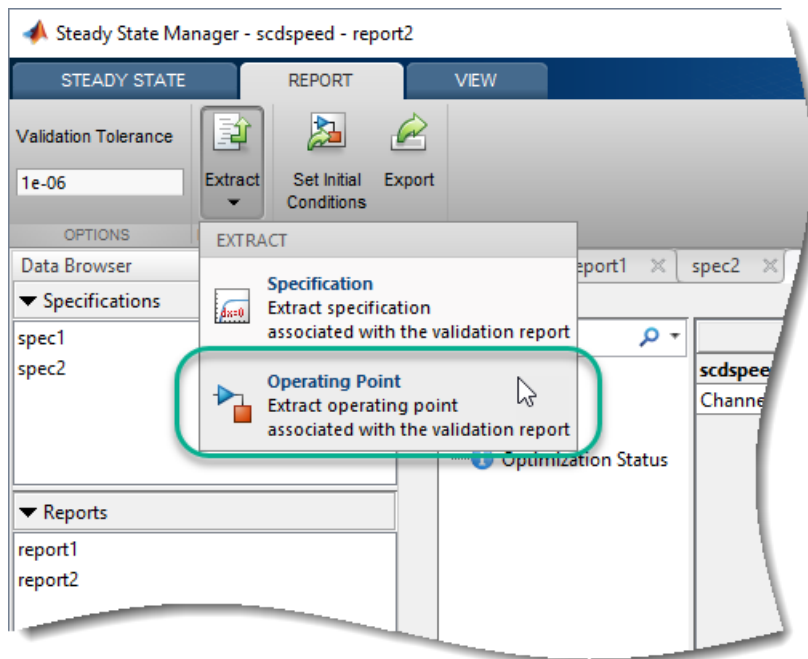 Steady State Manager - scdspeed - report2
STEADY STATE
REPORT
VIEW
Validation Tolerance
1e-06
Extract
Set Initial
Conditions
Export
OPTIONS
EXTRACT
Specification
Extract specification
associated with the validation report
Operating Point
Extract operating point
associated with the validation report
Data Browser
Specifications
spec1
spec2
Reports
report1
report2
eport1
spec2
scdspee
Channe
Optimization Status